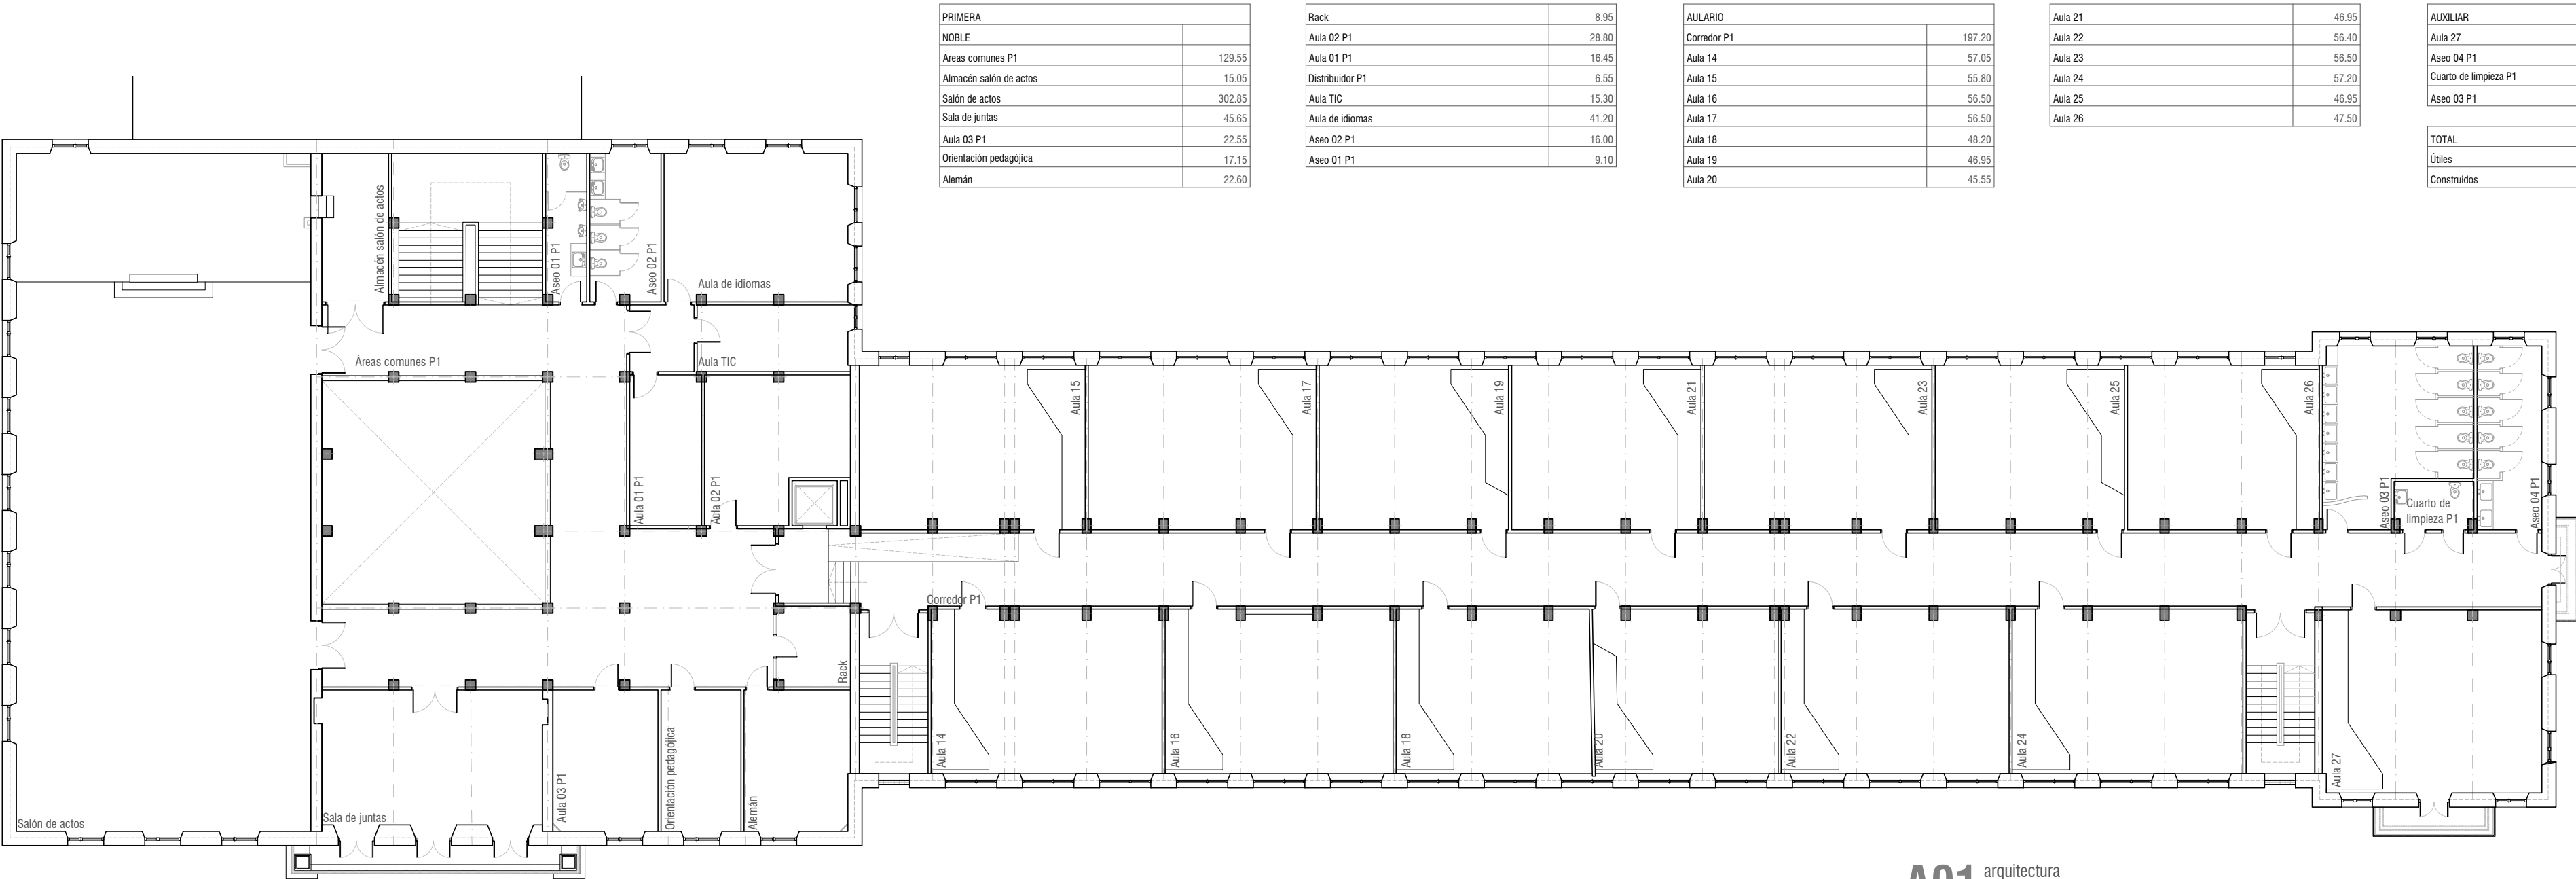 PRIMERA
NOBLE
Areas comunes P1 129.55
Almacén salón de actos 15.05
Salón de actos 302.85
Sala de juntas 45.65
Aula 03 P1 22.55
Orientación pedagójica 17.15
Alemán 22.60
Rack 8.95
Aula 02 P1 28.80
Aula 01 P1 16.45
Distribuidor P1 6.55
Aula TIC 15.30
Aula de idiomas 41.20
Aseo 02 P1 16.00
Aseo 01 P1 9.10
AULARIO
Corredor P1 197.20
Aula 14 57.05
Aula 15 55.80
Aula 16 56.50
Aula 17 56.50
Aula 18 48.20
Aula 19 46.95
Aula 20 45.55
Aula 21 46.95
Aula 22 56.40
Aula 23 56.50
Aula 24 57.20
Aula 25 46.95
Aula 26 47.50
AUXILIAR
Aula 27
Aseo 04 P1
Cuarto de limpieza P1
Aseo 03 P1
TOTAL
Útiles
Construidos
Almacén salón de actos
Aseo 01 P1
Aseo 02 P1
Aula de idiomas
Áreas comunes P1
Aula TIC
Aula 01 P1
Aula 02 P1
Aula 15
Aula 17
Aula 19
Aula 21
Aula 23
Aula 25
Aula 26
Aseo 03 P1
Cuarto de
limpieza P1
Aseo 04 P1
Corredor P1
Rack
Aula 14
Aula 16
Aula 18
Aula 20
Aula 22
Aula 24
Aula 27
Salón de actos
Sala de juntas
Aula 03 P1
Orientación pedagójica
Alemán
A01 arquitectura